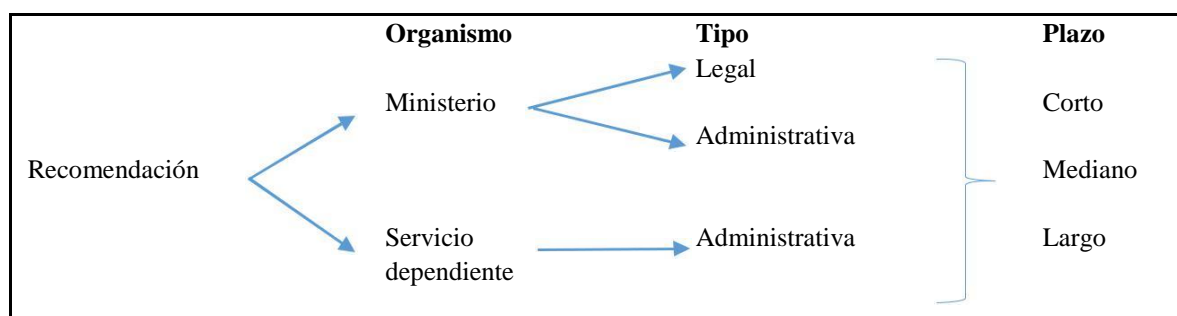 Organismo Tipo Plazo
Legal
Ministerio Corto
Administrativa
Recomendación Mediano
Servicio Administrativa Largo
dependiente